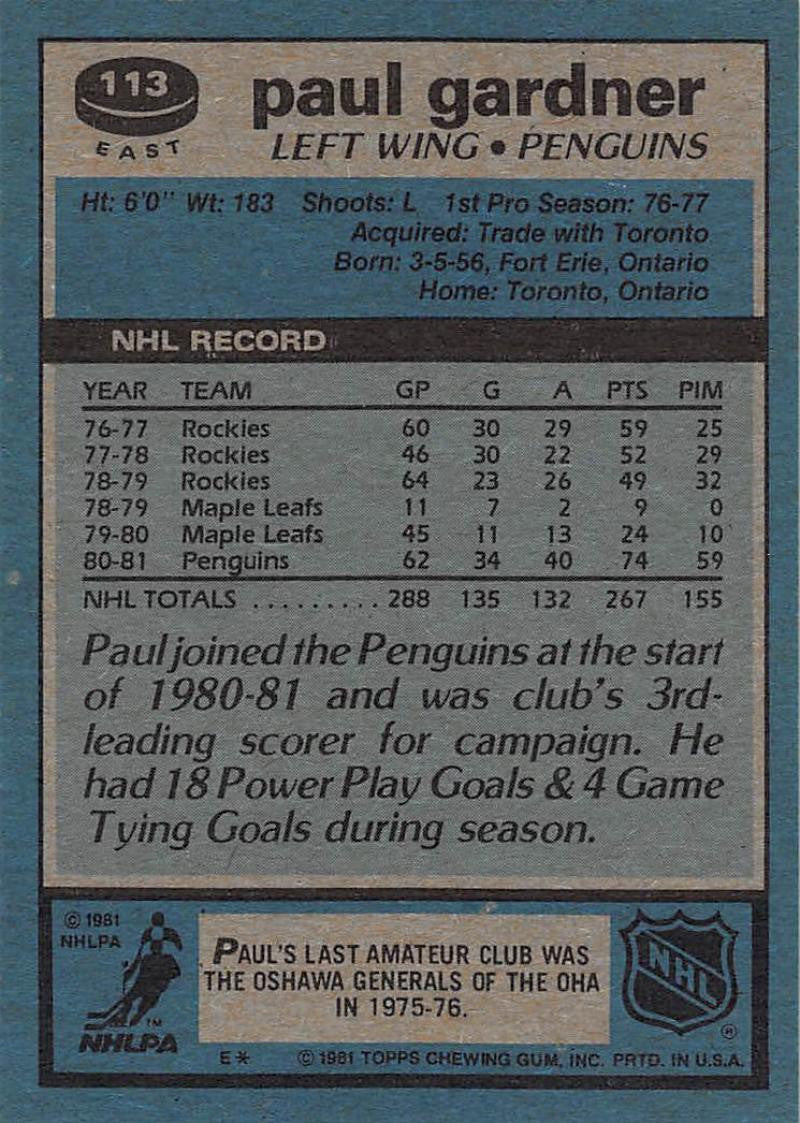 113
EAST
paul gardner
LEFT WING • PENGUINS
Ht: 6'0" Wt: 183 Shoots: L 1st Pro Season: 76-77
Acquired: Trade with Toronto
Born: 3-5-56, Fort Erie, Ontario
Home: Toronto, Ontario
NHL RECORD
YEAR TEAM GP G A PTS PIM
76-77 Rockies 60 30 29 59 25
77-78 Rockies 46 30 22 52 29
78-79 Rockies 64 23 26 49 32
78-79 Maple Leafs 11 7 2 9 0
79-80 Maple Leafs 45 11 13 24 10
80-81 Penguins 62 34 40 74 59
NHL TOTALS ......... 288 135 132 267 155
Paul joined the Penguins at the start
of 1980-81 and was club's 3rd-
leading scorer for campaign. He
had 18 Power Play Goals & 4 Game
Tying Goals during season.
© 1981
NHLPA
TM
NHLPA
PAUL'S LAST AMATEUR CLUB WAS
THE OSHAWA GENERALS OF THE OHA
IN 1975-76.
NHL
®
E* © 1981 TOPPS CHEWING GUM, INC. PRTD. IN U.S.A.